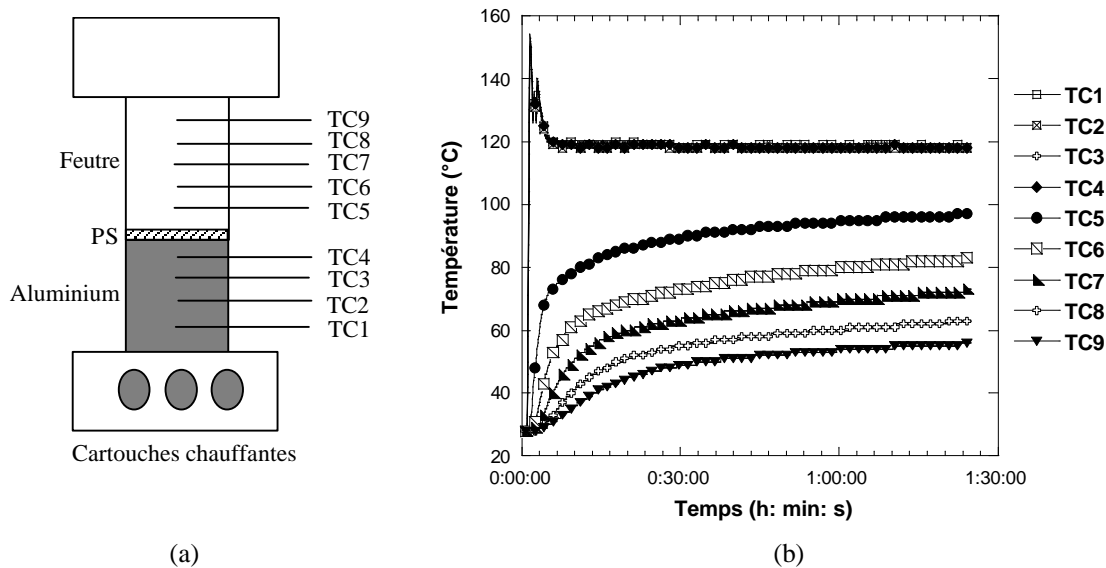 TC9
TC8
Feutre
TC7
TC6
TC5
PS
TC4
TC3
Aluminium
TC2
TC1
Cartouches chauffantes
(a)
160
140
120
100
80
60
40
20
Température (°C)
0:00:00
0:30:00
1:00:00
1:30:00
Temps (h: min: s)
TC1
TC2
TC3
TC4
TC5
TC6
TC7
TC8
TC9
(b)